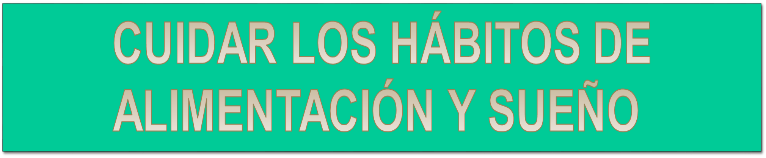 CUIDAR LOS HÁBITOS DE
ALIMENTACIÓN Y SUEÑO